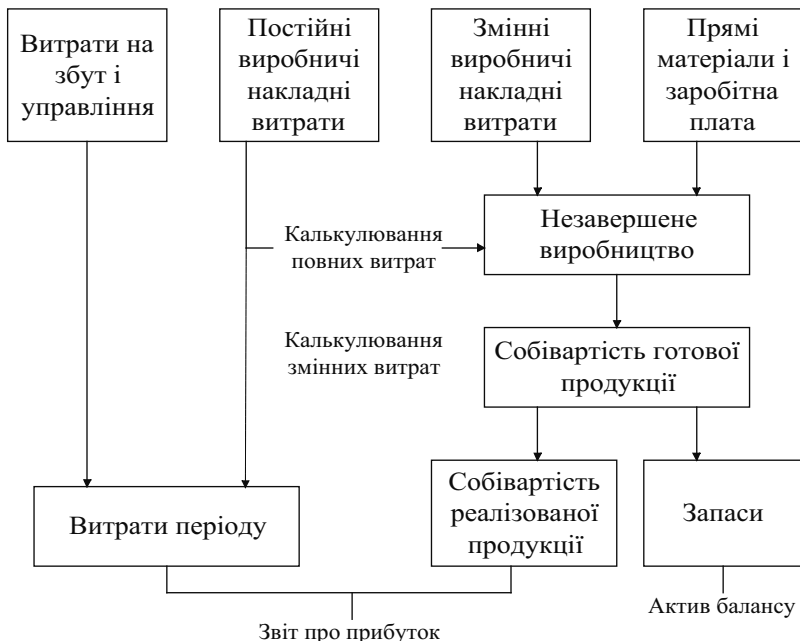 Витрати на
збут і
управління
Постійні
виробничі
накладні
витрати
Змінні
виробничі
накладні
витрати
Прямі
матеріали і
заробітна
плата
Калькулювання
повних витрат
Незавершене
виробництво
Калькулювання
змінних витрат
Собівартість готової
продукції
Витрати періоду
Собівартість
реалізованої
продукції
Запаси
Актив балансу
Звіт про прибуток